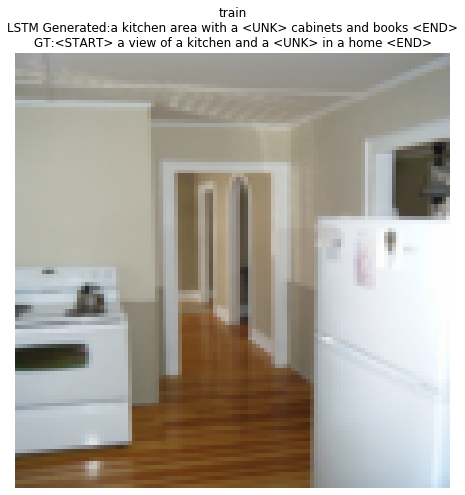 train
LSTM Generated:a kitchen area with a <UNK> cabinets and books <END>
GT:<START> a view of a kitchen and a <UNK> in a home <END>